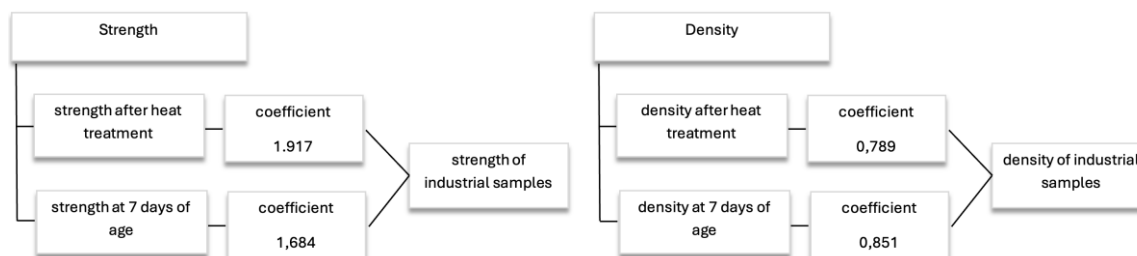 Strength
strength after heat
treatment
coefficient
1.917
strength of
industrial samples
strength at 7 days of
age
coefficient
1,684
Density
density after heat
treatment
coefficient
0,789
density of industrial
samples
density at 7 days of
age
coefficient
0,851